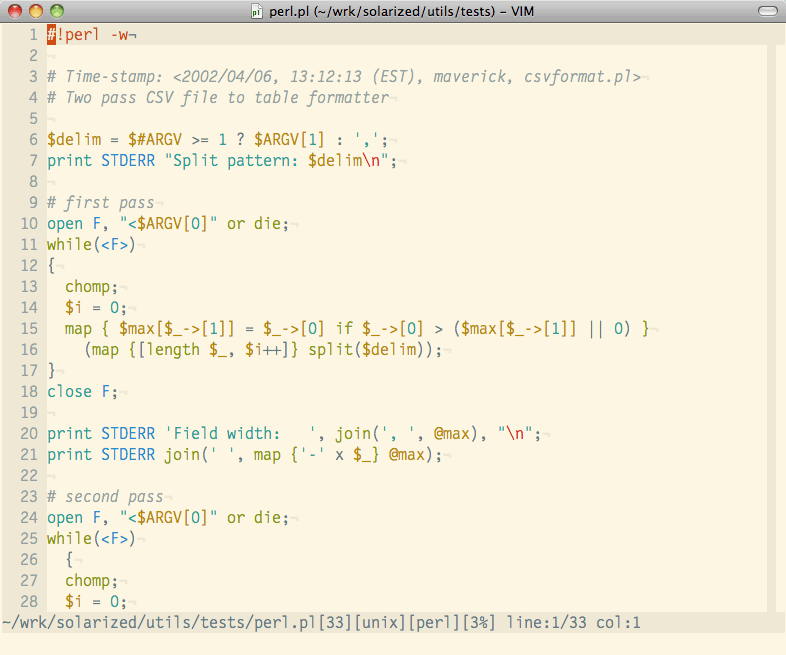 perl.pl (~/wrk/solarized/utils/tests) – VIM
1 #!perl -w¬
2 ¬
3 # Time-stamp: <2002/04/06, 13:12:13 (EST), maverick, csvformat.pl>¬
4 # Two pass CSV file to table formatter¬
5 ¬
6 $delim = $#ARGV >= 1 ? $ARGV[1] : ',';¬
7 print STDERR "Split pattern: $delim\n";¬
8 ¬
9 # first pass¬
10 open F, "<$ARGV[0]" or die;¬
11 while(<F>)¬
12 {¬
13   chomp;¬
14   $i = 0;¬
15   map { $max[$_->[1]] = $_->[0] if $_->[0] > ($max[$_->[1]] || 0) }¬
16     (map {[length $_, $i++]} split($delim));¬
17 }¬
18 close F;¬
19 ¬
20 print STDERR 'Field width:   ', join(', ', @max), "\n";¬
21 print STDERR join(' ', map {'-' x $_} @max);¬
22 ¬
23 # second pass¬
24 open F, "<$ARGV[0]" or die;¬
25 while(<F>)¬
26   {¬
27   chomp;¬
28   $i = 0;¬
~/wrk/solarized/utils/tests/perl.pl[33][unix][perl][3%] line:1/33 col:1